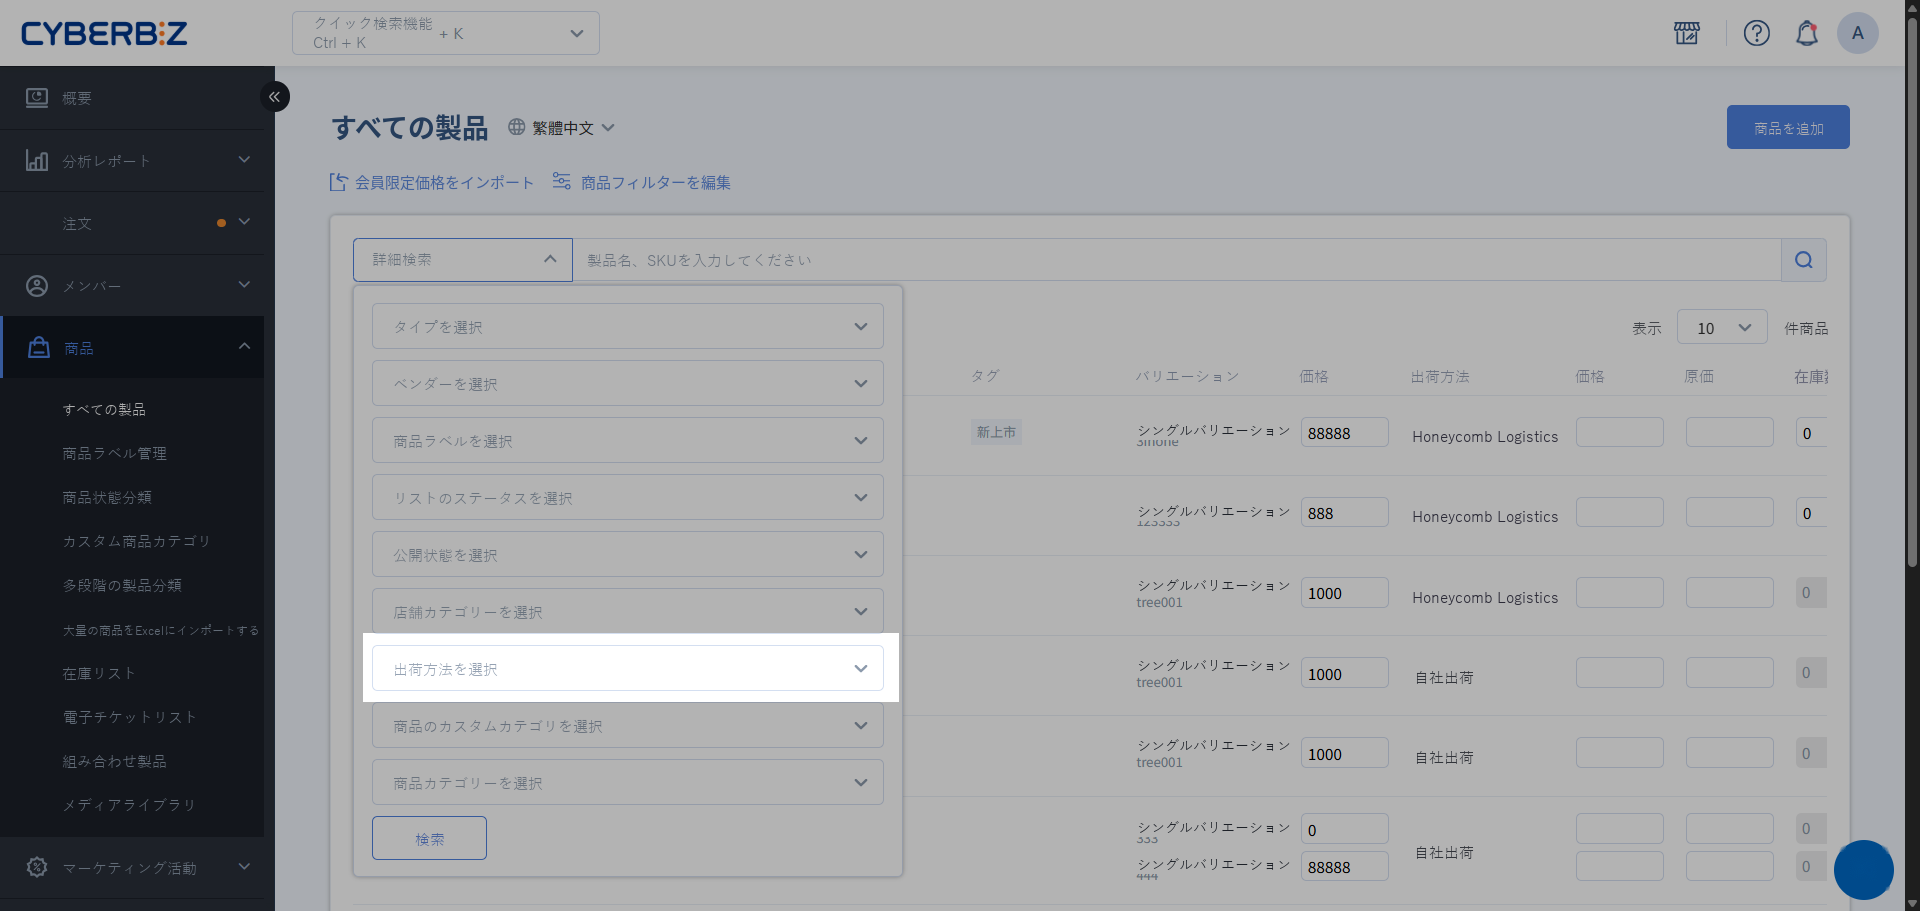 CYBERBIZ
クイック検索機能
Ctrl + K
+ K
A
概要
分析レポート
注文
メンバー
商品
すべての製品
商品ラベル管理
商品状態分類
カスタム商品カテゴリ
多段階の製品分類
大量の商品をExcelにインポートする
在庫リスト
電子チケットリスト
組み合わせ製品
メディアライブラリ
マーケティング活動
すべての製品
繁體中文
商品を追加
会員限定価格をインポート
商品フィルターを編集
詳細検索
製品名、SKUを入力してください
タイプを選択
ベンダーを選択
商品ラベルを選択
リストのステータスを選択
公開状態を選択
店舗カテゴリーを選択
出荷方法を選択
商品のカスタムカテゴリを選択
商品カテゴリーを選択
検索
表示
10
件商品
タグ
バリエーション
価格
出荷方法
価格
原価
在庫
新上市
シングルバリエーション
88888
Honeycomb Logistics
0
シングルバリエーション
123333
888
Honeycomb Logistics
0
シングルバリエーション
tree001
1000
Honeycomb Logistics
0
シングルバリエーション
tree001
1000
自社出荷
0
シングルバリエーション
tree001
1000
自社出荷
0
シングルバリエーション
333
0
自社出荷
0
シングルバリエーション
444
88888
0